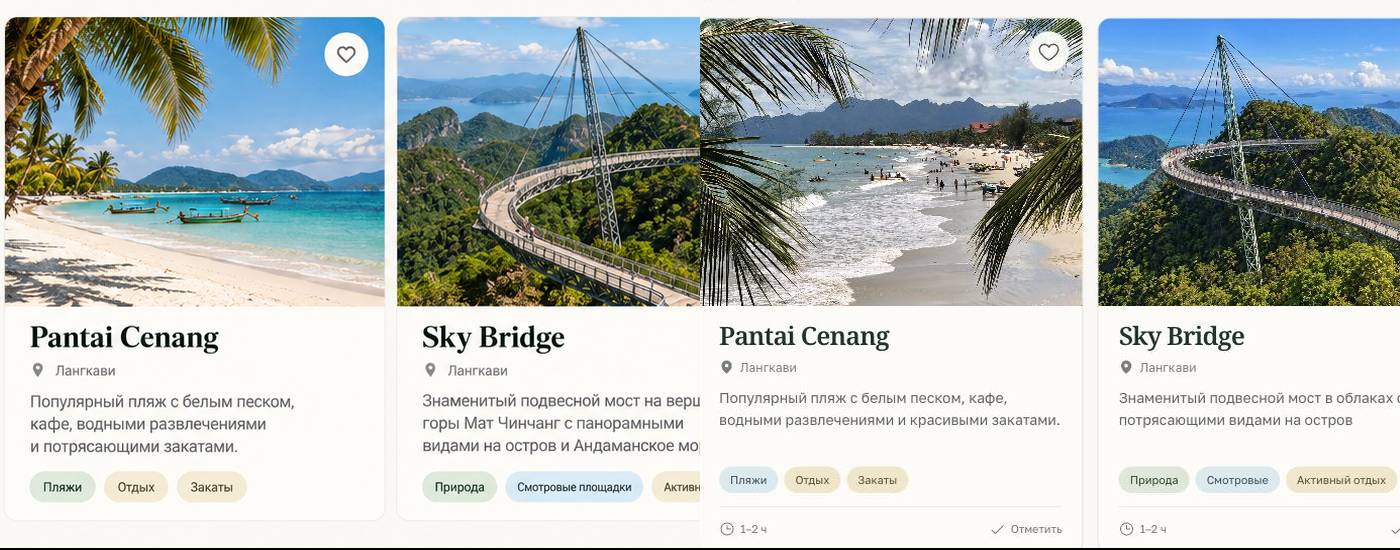 Pantai Cenang
Лангкави
Популярный пляж с белым песком,
кафе, водными развлечениями
и потрясающими закатами.
Пляжи Отдых Закаты
Sky Bridge
Лангкави
Знаменитый подвесной мост на верш
горы Мат Чинчанг с панорамными
видами на остров и Андаманское мо
Природа Смотровые площадки Активн
Pantai Cenang
Лангкави
Популярный пляж с белым песком, кафе,
водными развлечениями и красивыми закатами.
Пляжи Отдых Закаты
1–2 ч Отметить
Sky Bridge
Лангкави
Знаменитый подвесной мост в облаках с
потрясающими видами на остров
Природа Смотровые Активный отдых
1–2 ч